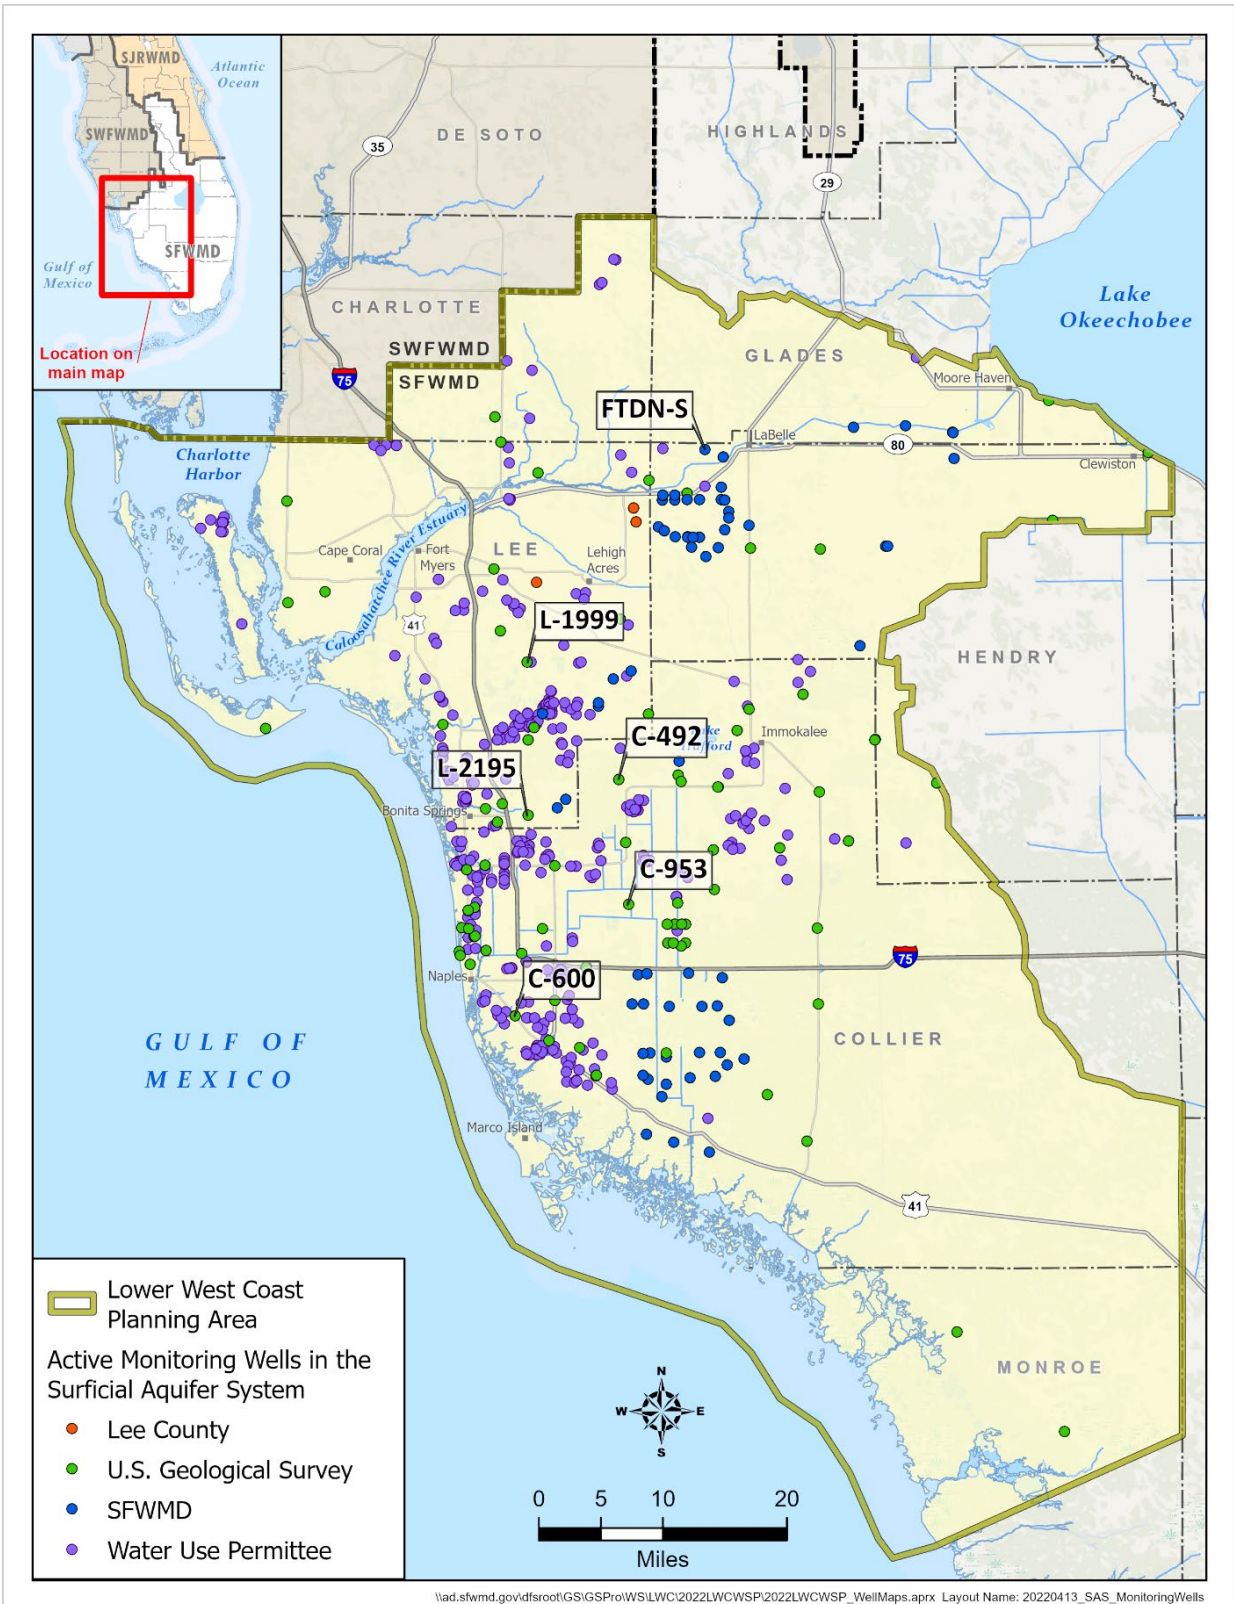 SJRWMD
Atlantic
Ocean
SWFWMD
SFWMD
Gulf of
Mexico
Location on
main map
35
DE SOTO
HIGHLANDS
29
Lake
Okeechobee
CHARLOTTE
SWFWMD
SFWMD
75
GLADES
Moore Haven
FTDN-S
LaBelle
80
Clewiston
Charlotte
Harbor
Caloosahatchee River Estuary
Cape Coral
Fort
Myers
LEE
Lehigh
Acres
41
L-1999
HENDRY
C-492
Immokalee
L-2195
Bonita Springs
C-953
75
Naples
C-600
COLLIER
GULF OF
MEXICO
Marco Island
41
MONROE
Lower West Coast
Planning Area
Active Monitoring Wells in the
Surficial Aquifer System
Lee County
U.S. Geological Survey
SFWMD
Water Use Permittee
N
W E
S
0 5 10 20
Miles
\\ad.sfwmd.gov\dfsroot\GS\GSPro\WS\LWC\2022LWCWSP\2022LWCWSP_WellMaps.aprx Layout Name: 20220413_SAS_MonitoringWells